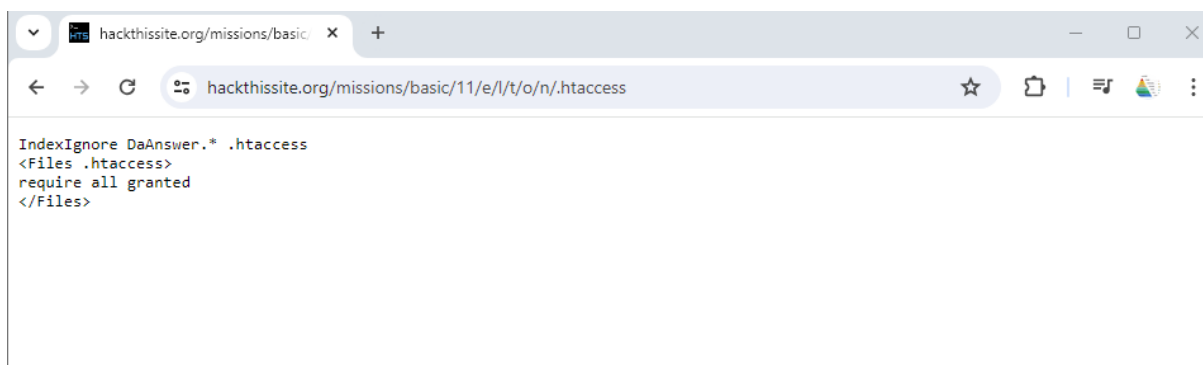 HTS hackthissite.org/missions/basic/
hackthissite.org/missions/basic/11/e/l/t/o/n/.htaccess
IndexIgnore DaAnswer.* .htaccess
<Files .htaccess>
require all granted
</Files>